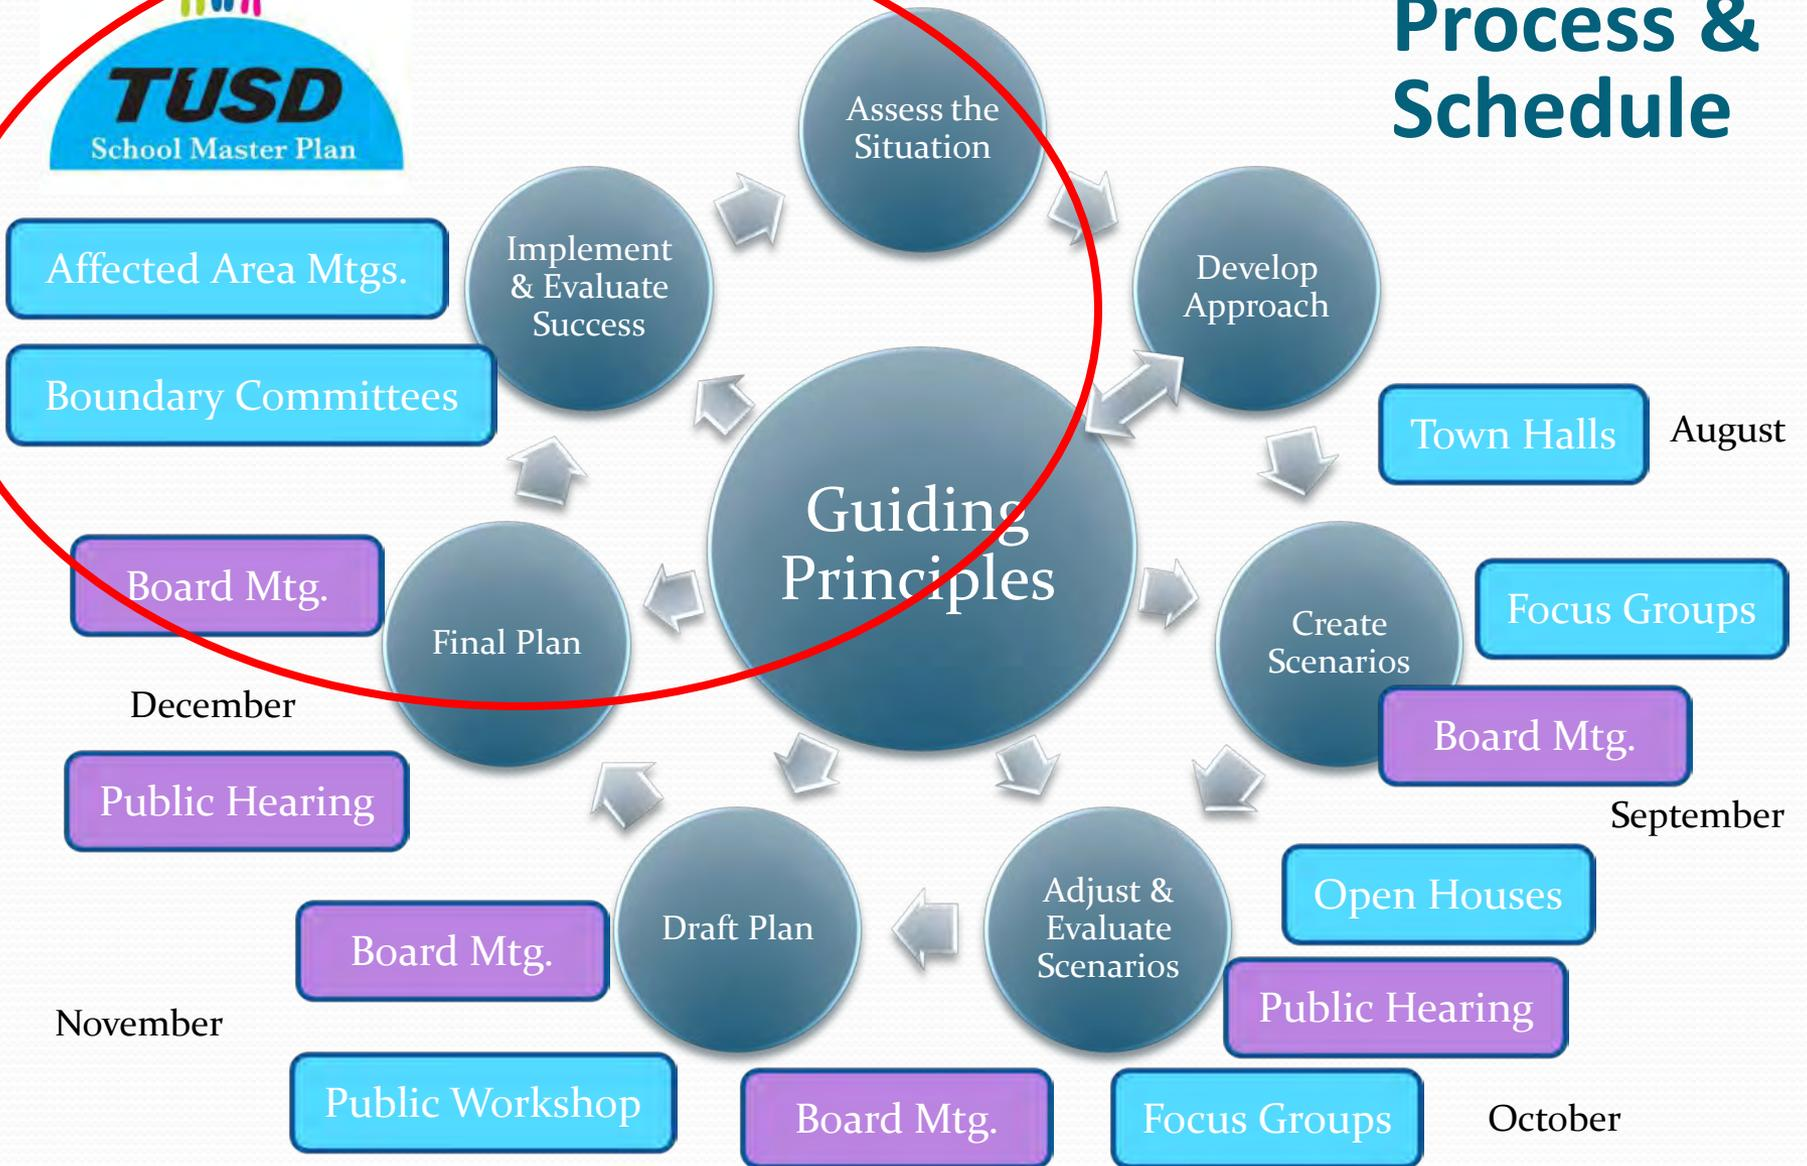 Process &
Schedule
TUSD
School Master Plan
Assess the
Situation
Develop
Approach
Town Halls
August
Create
Scenarios
Focus Groups
Board Mtg.
September
Open Houses
Public Hearing
Adjust &
Evaluate
Scenarios
Focus Groups
October
Board Mtg.
Draft Plan
Board Mtg.
November
Public Workshop
Final Plan
Board Mtg.
December
Public Hearing
Implement
& Evaluate
Success
Affected Area Mtgs.
Boundary Committees
Guiding
Principles